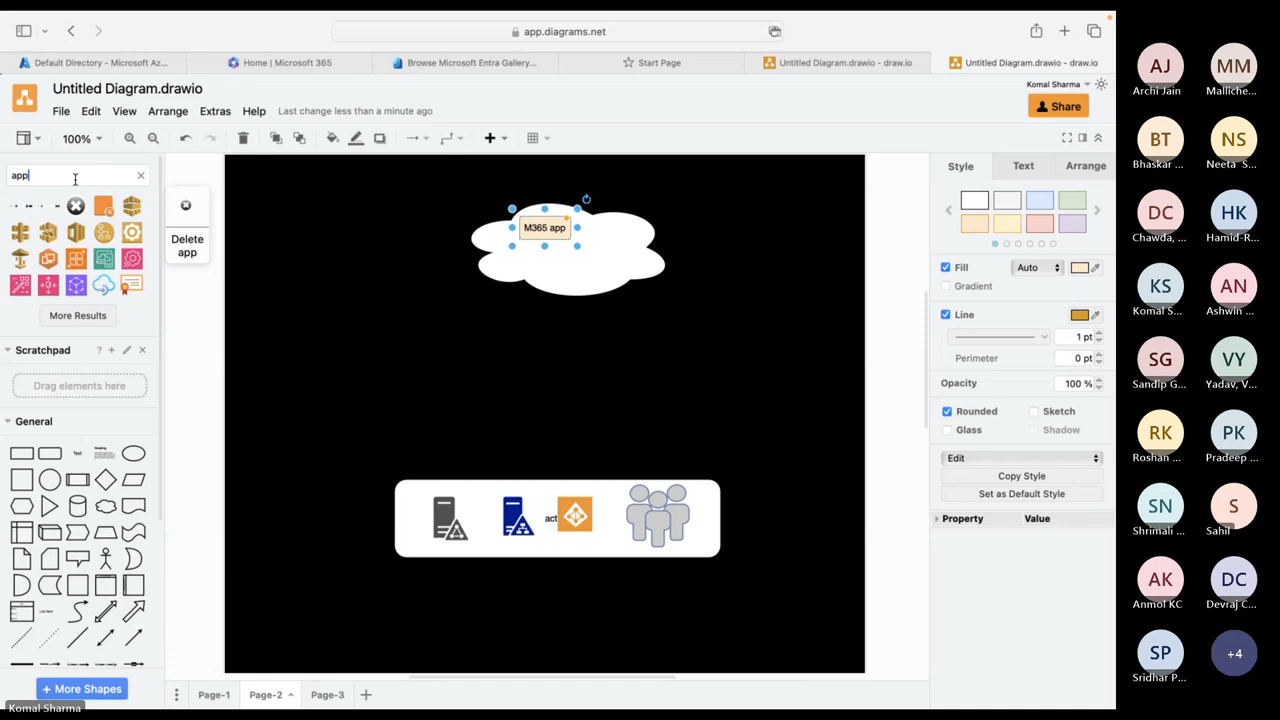 app.diagrams.net
Default Directory - Microsoft Az...
Home | Microsoft 365
Browse Microsoft Entra Gallery...
Start Page
Untitled Diagram.drawio - draw.io
Untitled Diagram.drawio - draw.io
Untitled Diagram.drawio
Komal Sharma
File Edit View Arrange Extras Help Last change less than a minute ago
Share
100%
app
Delete
app
More Results
Scratchpad
Drag elements here
General
Text
Heading
List Item
+ More Shapes
M365 app
act
Page-1 Page-2 Page-3
Style Text Arrange
Fill Auto
Gradient
Line
1 pt
Perimeter 0 pt
Opacity 100 %
Rounded Sketch
Glass Shadow
Edit
Copy Style
Set as Default Style
Property Value
AJ MM
Archi Jain Malliche...
BT NS
Bhaskar ... Neeta S...
DC HK
Chawda, ... Hamid-R...
KS AN
Komal S... Ashwin ...
SG VY
Sandip G... Yadav, V...
RK PK
Roshan ... Pradeep ...
SN S
Shrimali ... Sahil
AK DC
Anmol KC Devraj C...
SP +4
Sridhar P...
Komal Sharma